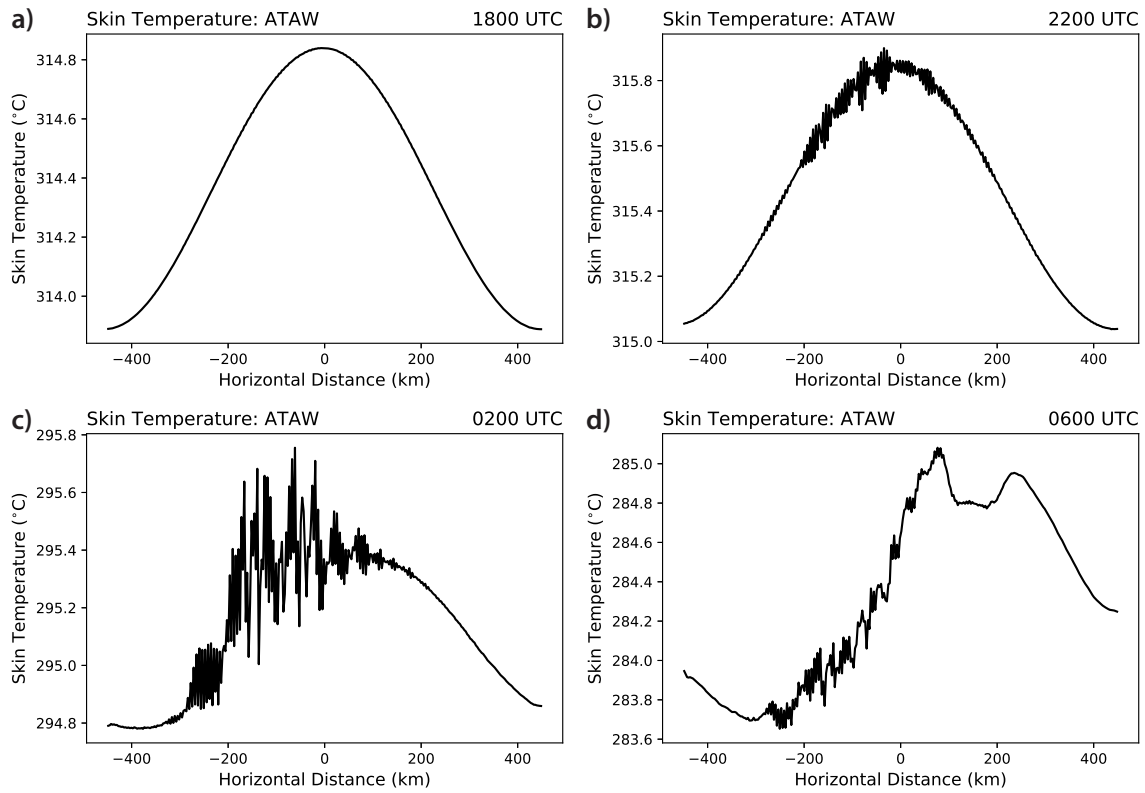 a)
Skin Temperature: ATAW 1800 UTC
314.8
314.6
314.4
314.2
314.0
Skin Temperature (°C)
−400 −200 0 200 400
Horizontal Distance (km)
b)
Skin Temperature: ATAW 2200 UTC
315.8
315.6
315.4
315.2
315.0
Skin Temperature (°C)
−400 −200 0 200 400
Horizontal Distance (km)
c)
Skin Temperature: ATAW 0200 UTC
295.8
295.6
295.4
295.2
295.0
294.8
Skin Temperature (°C)
−400 −200 0 200 400
Horizontal Distance (km)
d)
Skin Temperature: ATAW 0600 UTC
285.0
284.8
284.6
284.4
284.2
284.0
283.8
283.6
Skin Temperature (°C)
−400 −200 0 200 400
Horizontal Distance (km)